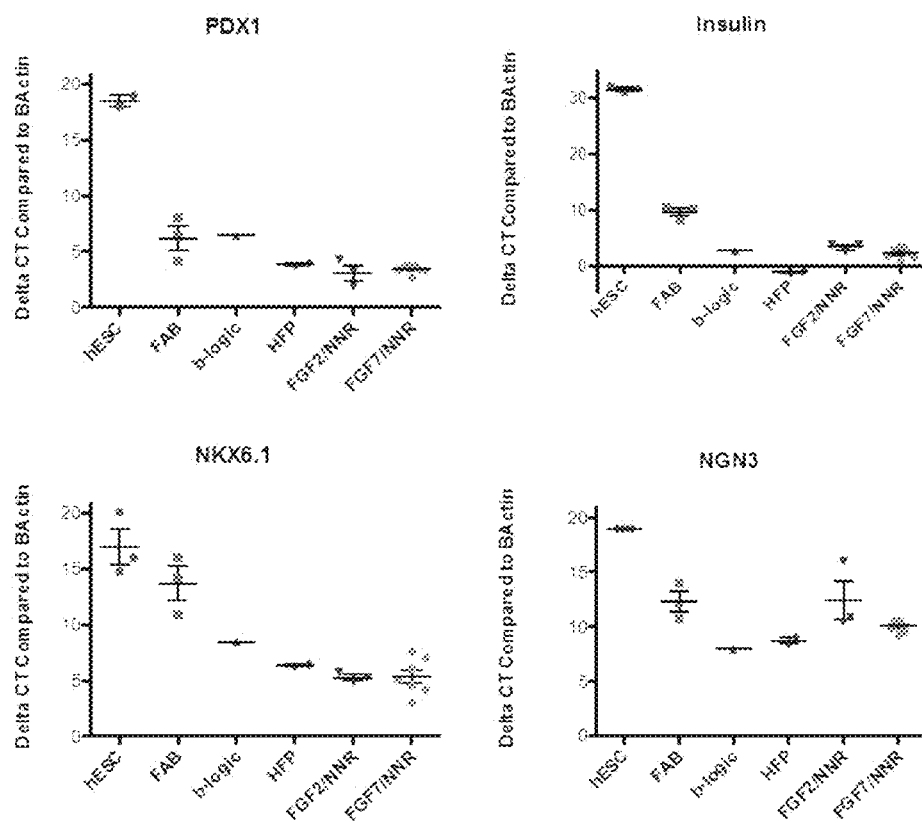 PDX1
Delta CT Compared to BActin
20
15
10
5
0
hESC
FAB
b-logic
HFP
FGF2/NNR
FGF7/NNR
Insulin
Delta CT Compared to BActin
30
20
10
0
hESC
FAB
b-logic
HFP
FGF2/NNR
FGF7/NNR
NKX6.1
Delta CT Compared to BActin
20
15
10
5
0
hESC
FAB
b-logic
HFP
FGF2/NNR
FGF7/NNR
NGN3
Delta CT Compared to BActin
20
15
10
5
0
hESC
FAB
b-logic
HFP
FGF2/NNR
FGF7/NNR